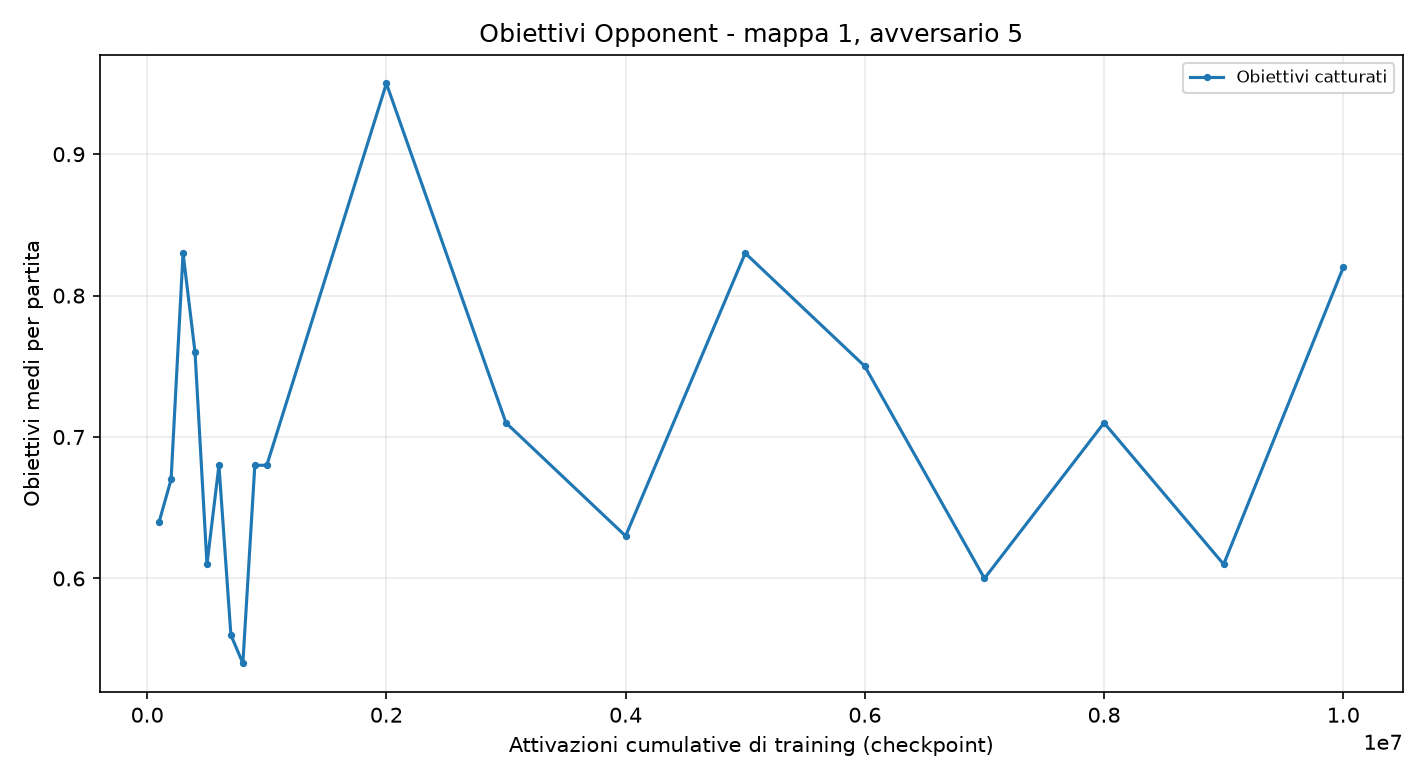 Obiettivi Opponent - mappa 1, avversario 5
Obiettivi catturati
Obiettivi medi per partita
0.9
0.8
0.7
0.6
0.0 0.2 0.4 0.6 0.8 1.0
1e7
Attivazioni cumulative di training (checkpoint)